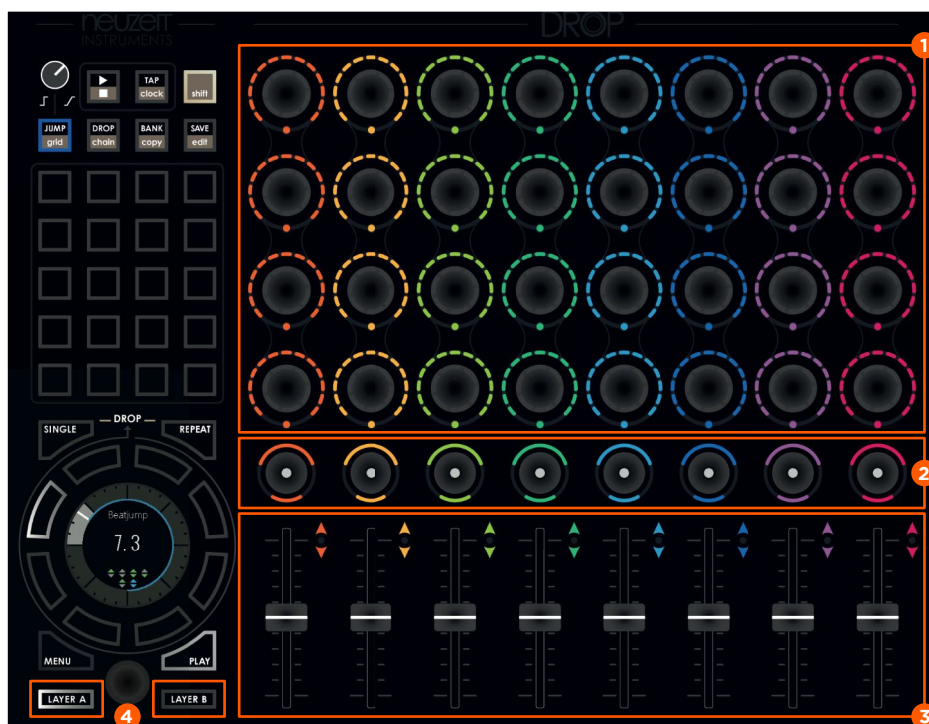 neuzeit
INSTRUMENTS
DROP
1
TAP
clock
shift
JUMP
grid
DROP
chain
BANK
copy
SAVE
edit
SINGLE
DROP
REPEAT
2
Beatjump
7.3
MENU
PLAY
LAYER A
LAYER B
4
3